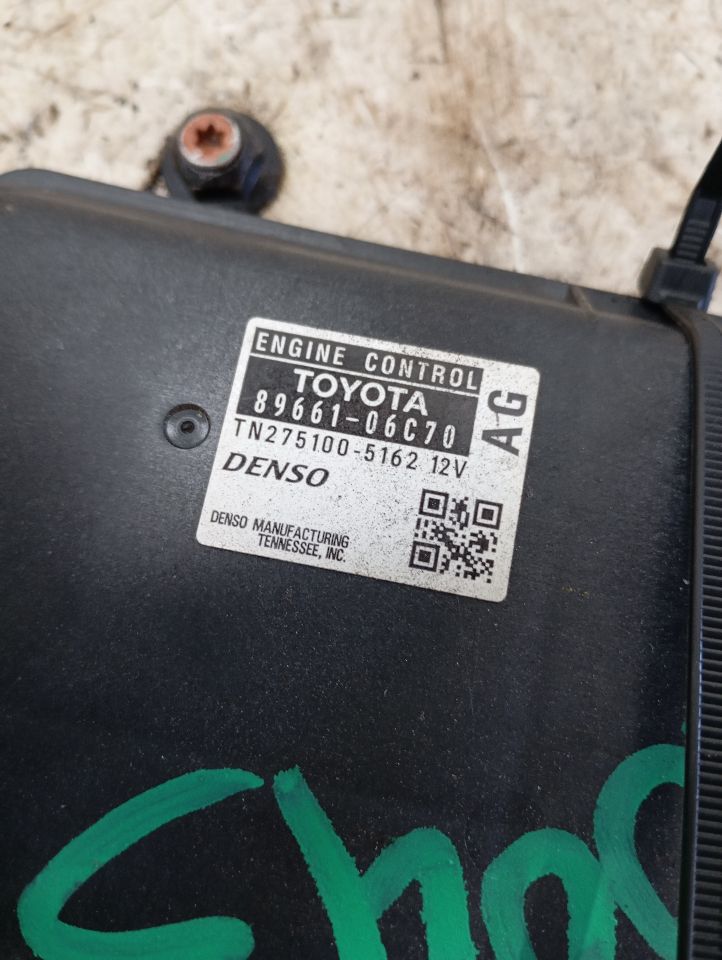 ENGINE CONTROL
TOYOTA
89661-06C70
AG
TN275100-5162 12V
DENSO
DENSO MANUFACTURING
TENNESSEE, INC.